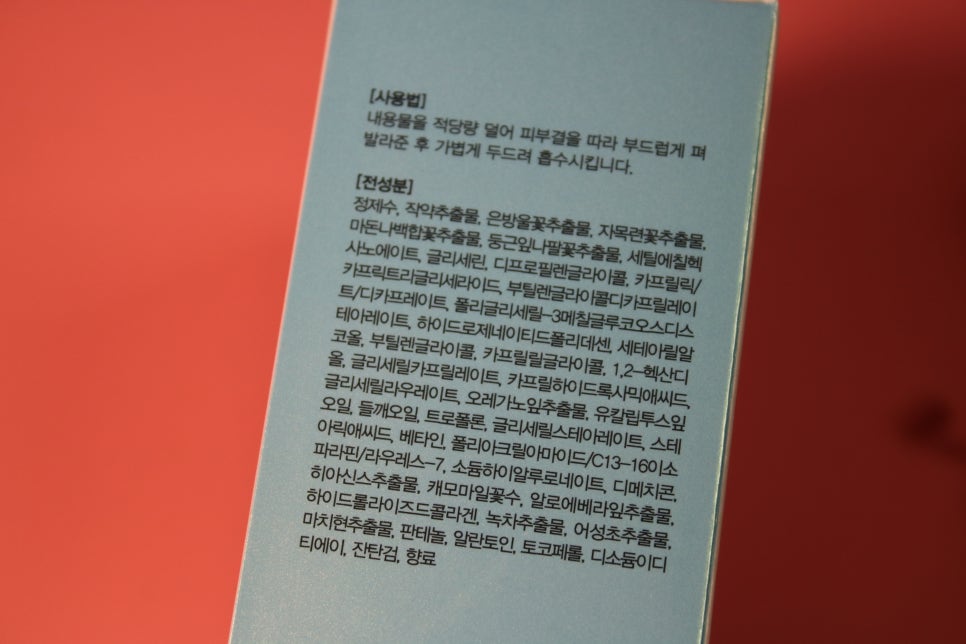 [사용법]
내용물을 적당량 덜어 피부결을 따라 부드럽게 펴
발라준 후 가볍게 두드려 흡수시킵니다.
[전성분]
정제수, 작약추출물, 은방울꽃추출물, 자목련꽃추출물,
마돈나백합꽃추출물, 둥근잎나팔꽃추출물, 세틸에칠헥
사노에이트, 글리세린, 디프로필렌글라이콜, 카프릴릭/
카프릭트리글리세라이드, 부틸렌글라이콜디카프릴레이
트/디카프레이트, 폴리글리세릴-3메칠글루코오스디스
테아레이트, 하이드로제네이티드폴리데센, 세테아릴알
코올, 부틸렌글라이콜, 카프릴릴글라이콜, 1,2-헥산디
올, 글리세릴카프릴레이트, 카프릴하이드록사믹애씨드,
글리세릴라우레이트, 오레가노잎추출물, 유칼립투스잎
오일, 들깨오일, 트로폴론, 글리세릴스테아레이트, 스테
아릭애씨드, 베타인, 폴리아크릴아마이드/C13-16이소
파라핀/라우레스-7, 소듐하이알루로네이트, 디메치콘,
히아신스추출물, 캐모마일꽃수, 알로에베라잎추출물,
하이드롤라이즈드콜라겐, 녹차추출물, 어성초추출물,
마치현추출물, 판테놀, 알란토인, 토코페롤, 디소듐이디
티에이, 잔탄검, 향료